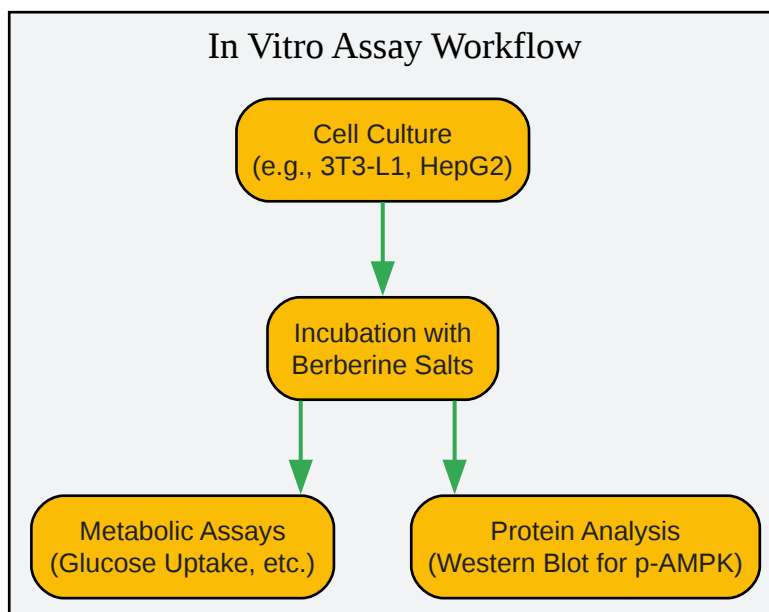 In Vitro Assay Workflow
Cell Culture
(e.g., 3T3-L1, HepG2)
Incubation with
Berberine Salts
Metabolic Assays
(Glucose Uptake, etc.)
Protein Analysis
(Western Blot for p-AMPK)